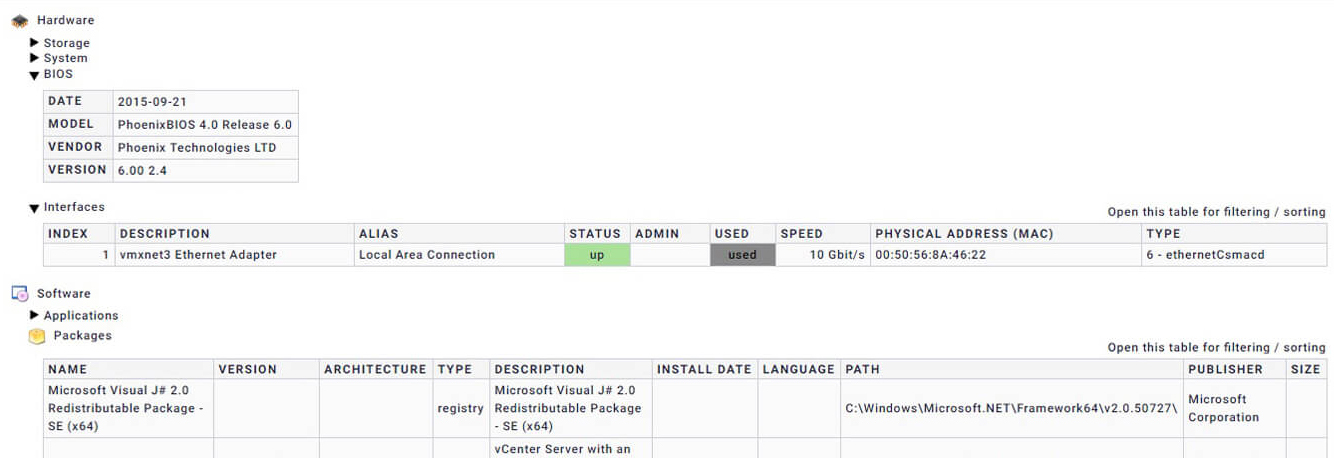 Hardware
Storage
System
BIOS
DATE 2015-09-21
MODEL PhoenixBIOS 4.0 Release 6.0
VENDOR Phoenix Technologies LTD
VERSION 6.00 2.4
Interfaces
Open this table for filtering / sorting
INDEX DESCRIPTION ALIAS STATUS ADMIN USED SPEED PHYSICAL ADDRESS (MAC) TYPE
1 vmxnet3 Ethernet Adapter Local Area Connection up used 10 Gbit/s 00:50:56:8A:46:22 6 - ethernetCsmacd
Software
Applications
Packages
Open this table for filtering / sorting
NAME VERSION ARCHITECTURE TYPE DESCRIPTION INSTALL DATE LANGUAGE PATH PUBLISHER SIZE
Microsoft Visual J# 2.0
Redistributable Package -
SE (x64)
registry
Microsoft Visual J# 2.0
Redistributable Package
- SE (x64)
C:\Windows\Microsoft.NET\Framework64\v2.0.50727\
Microsoft
Corporation
vCenter Server with an